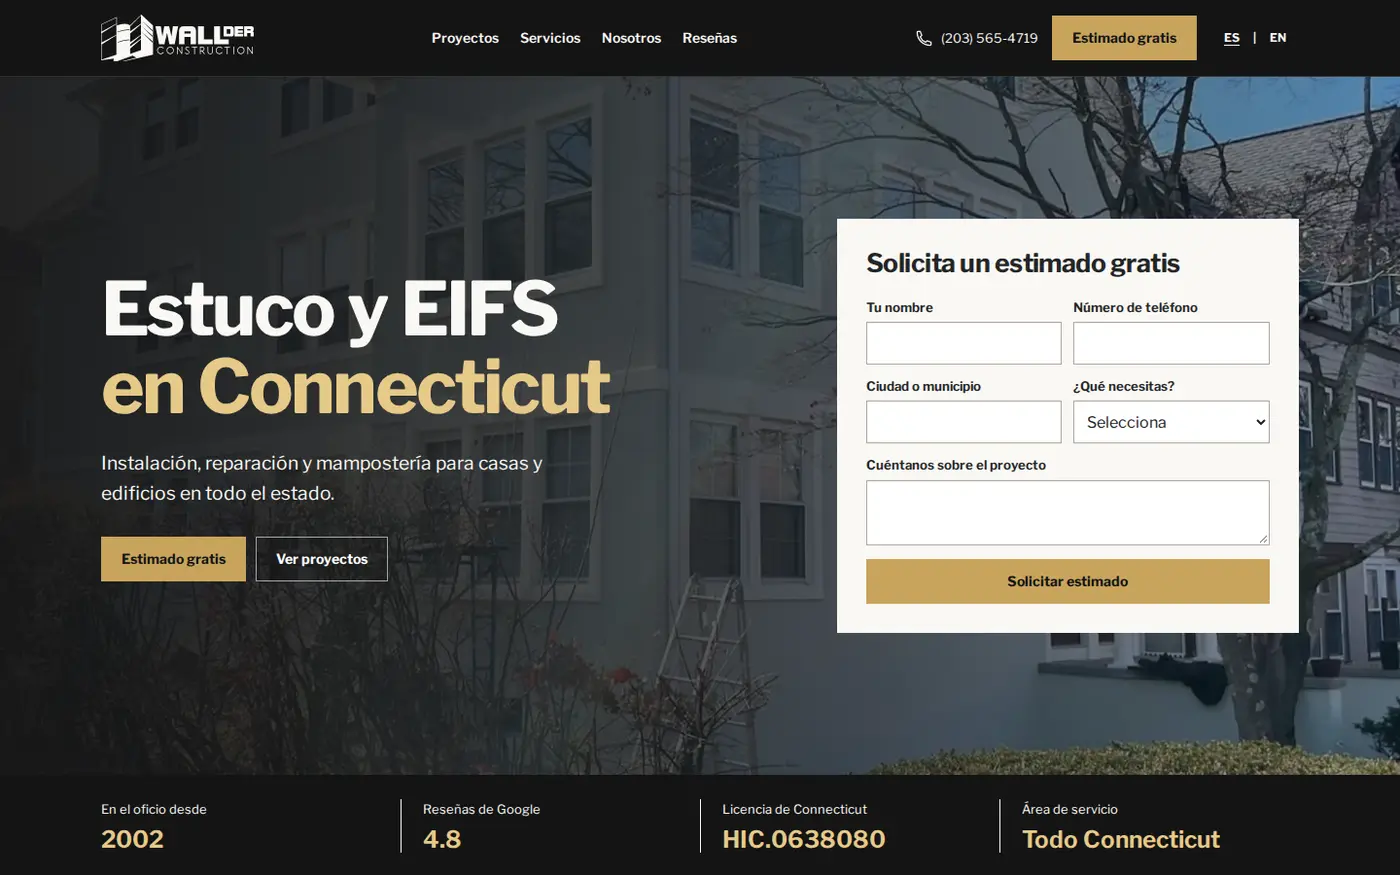 WALLDER
CONSTRUCTION
Proyectos
Servicios
Nosotros
Reseñas
(203) 565-4719
Estimado gratis
ES | EN
Estuco y EIFS
en Connecticut
Instalación, reparación y mampostería para casas y
edificios en todo el estado.
Estimado gratis
Ver proyectos
Solicita un estimado gratis
Tu nombre
Número de teléfono
Ciudad o municipio
¿Qué necesitas?
Selecciona
Cuéntanos sobre el proyecto
Solicitar estimado
En el oficio desde
2002
Reseñas de Google
4.8
Licencia de Connecticut
HIC.0638080
Área de servicio
Todo Connecticut